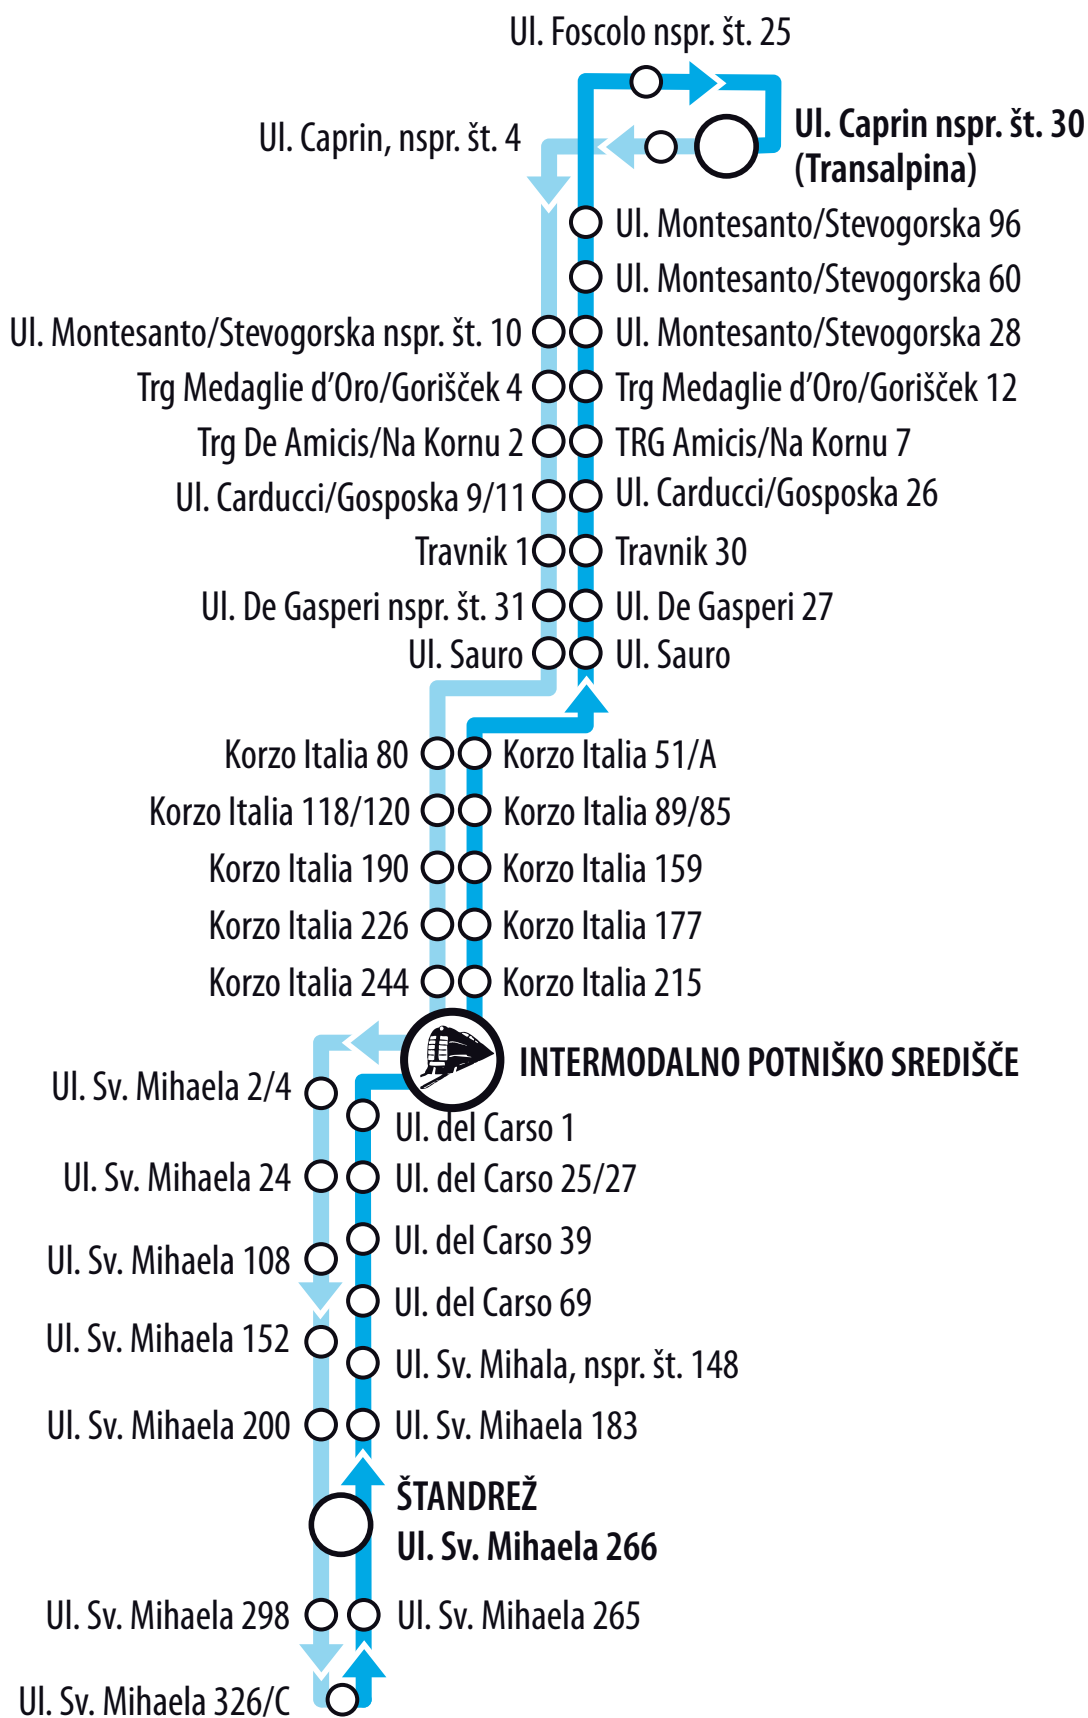 Ul. Foscolo nspr. št. 25
Ul. Caprin, nspr. št. 4
Ul. Caprin nspr. št. 30
(Transalpina)
Ul. Montesanto/Stevogorska 96
Ul. Montesanto/Stevogorska 60
Ul. Montesanto/Stevogorska nspr. št. 10
Ul. Montesanto/Stevogorska 28
Trg Medaglie d’Oro/Gorišček 4
Trg Medaglie d’Oro/Gorišček 12
Trg De Amicis/Na Kornu 2
TRG Amicis/Na Kornu 7
Ul. Carducci/Gosposka 9/11
Ul. Carducci/Gosposka 26
Travnik 1
Travnik 30
Ul. De Gasperi nspr. št. 31
Ul. De Gasperi 27
Ul. Sauro
Ul. Sauro
Korzo Italia 80
Korzo Italia 51/A
Korzo Italia 118/120
Korzo Italia 89/85
Korzo Italia 190
Korzo Italia 159
Korzo Italia 226
Korzo Italia 177
Korzo Italia 244
Korzo Italia 215
INTERMODALNO POTNIŠKO SREDIŠČE
Ul. Sv. Mihaela 2/4
Ul. del Carso 1
Ul. Sv. Mihaela 24
Ul. del Carso 25/27
Ul. Sv. Mihaela 108
Ul. del Carso 39
Ul. del Carso 69
Ul. Sv. Mihaela 152
Ul. Sv. Mihala, nspr. št. 148
Ul. Sv. Mihaela 200
Ul. Sv. Mihaela 183
ŠTANDREŽ
Ul. Sv. Mihaela 266
Ul. Sv. Mihaela 298
Ul. Sv. Mihaela 265
Ul. Sv. Mihaela 326/C